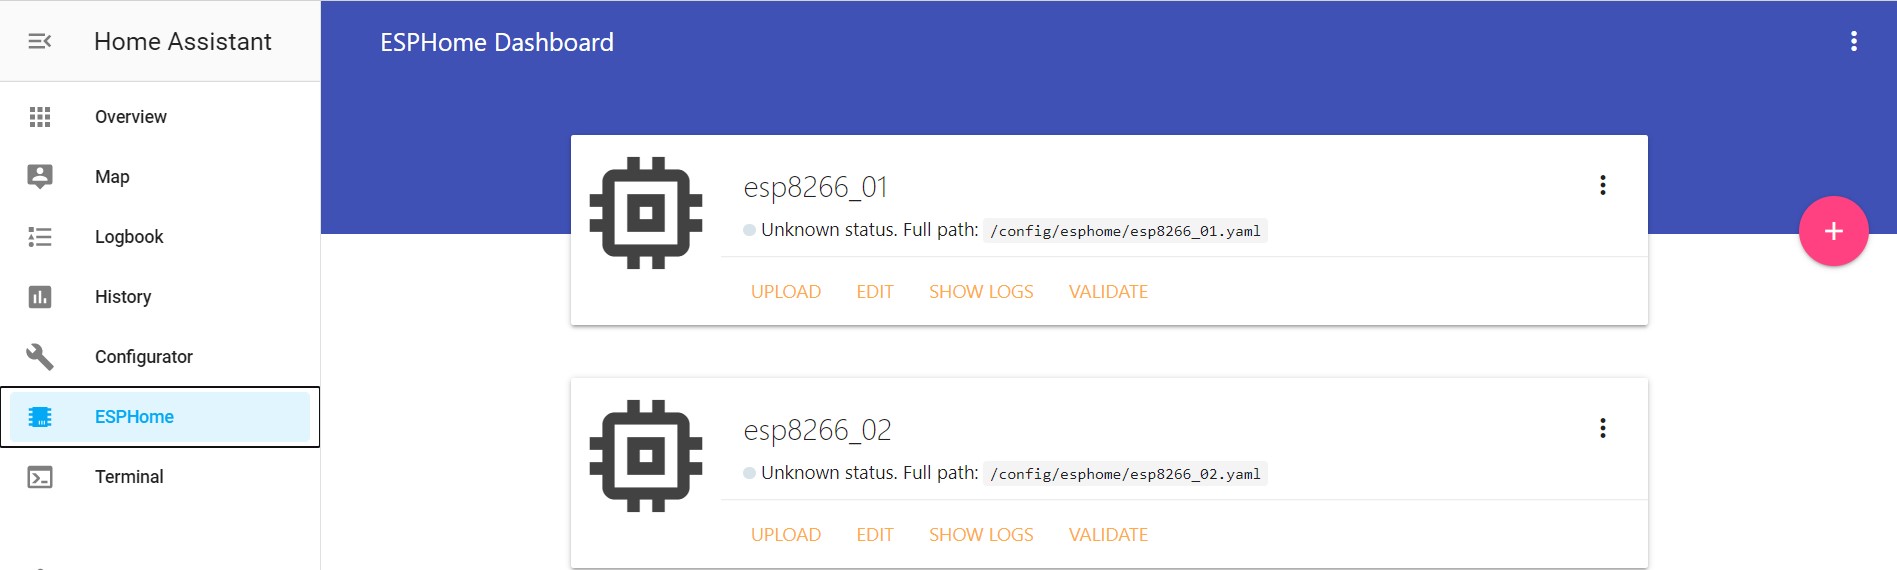 Home Assistant
Overview
Map
Logbook
History
Configurator
ESPHome
Terminal
ESPHome Dashboard
esp8266_01
Unknown status. Full path: /config/esphome/esp8266_01.yaml
UPLOAD EDIT SHOW LOGS VALIDATE
esp8266_02
Unknown status. Full path: /config/esphome/esp8266_02.yaml
UPLOAD EDIT SHOW LOGS VALIDATE